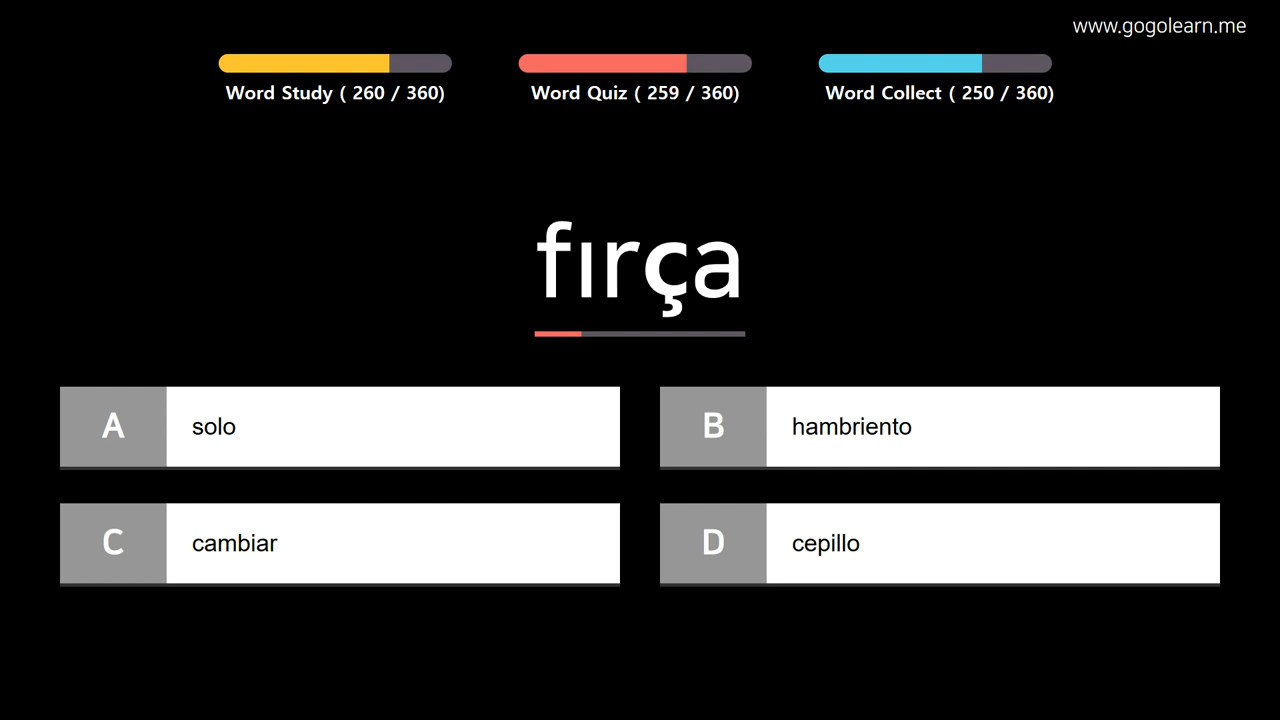 www.gogolearn.me
Word Study ( 260 / 360)
Word Quiz ( 259 / 360)
Word Collect ( 250 / 360)
fırça
A
solo
B
hambriento
C
cambiar
D
cepillo